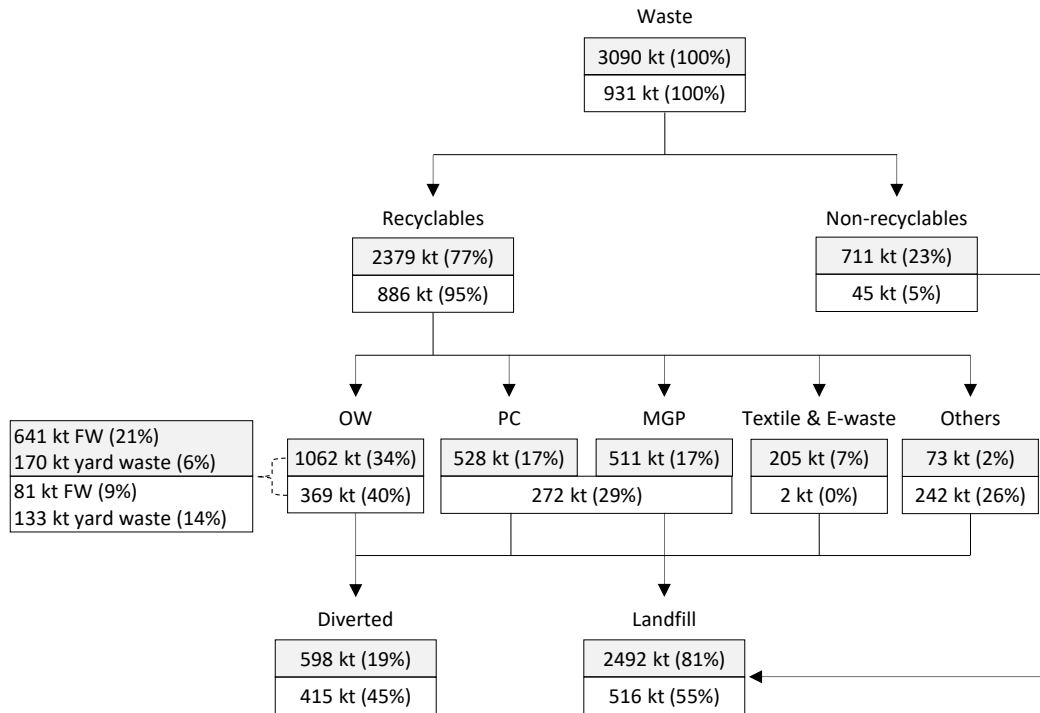 Waste
3090 kt (100%)
931 kt (100%)
Recyclables
Non-recyclables
2379 kt (77%)
711 kt (23%)
886 kt (95%)
45 kt (5%)
OW
PC
MGP
Textile & E-waste
Others
641 kt FW (21%)
170 kt yard waste (6%)
81 kt FW (9%)
133 kt yard waste (14%)
1062 kt (34%)
528 kt (17%)
511 kt (17%)
205 kt (7%)
73 kt (2%)
369 kt (40%)
272 kt (29%)
2 kt (0%)
242 kt (26%)
Diverted
Landfill
598 kt (19%)
2492 kt (81%)
415 kt (45%)
516 kt (55%)